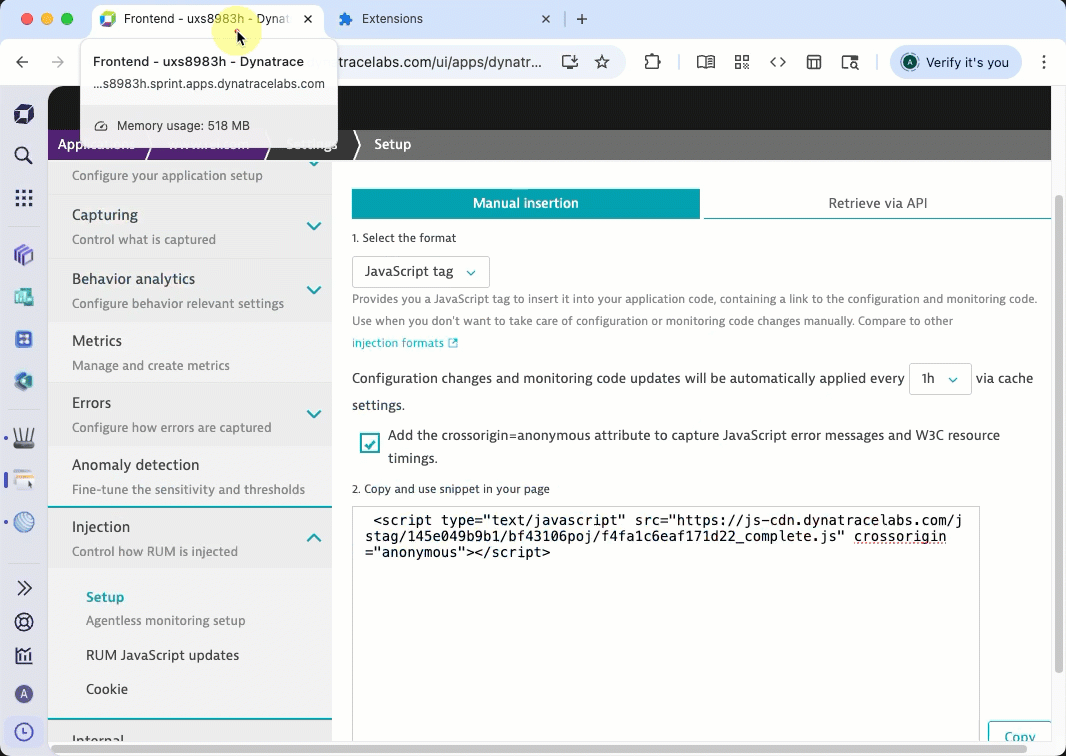 Frontend - uxs8983h - Dynat
Extensions
atracelabs.com/ui/apps/dynatr...
Verify it's you
Frontend - uxs8983h - Dynatrace
...s8983h.sprint.apps.dynatracelabs.com
Memory usage: 518 MB
Applications
Settings
Setup
Configure your application setup
Capturing
Control what is captured
Behavior analytics
Configure behavior relevant settings
Metrics
Manage and create metrics
Errors
Configure how errors are captured
Anomaly detection
Fine-tune the sensitivity and thresholds
Injection
Control how RUM is injected
Setup
Agentless monitoring setup
RUM JavaScript updates
Cookie
Internal
A
Manual insertion
Retrieve via API
1. Select the format
JavaScript tag
Provides you a JavaScript tag to insert it into your application code, containing a link to the configuration and monitoring code.
Use when you don't want to take care of configuration or monitoring code changes manually. Compare to other
injection formats
Configuration changes and monitoring code updates will be automatically applied every 1h via cache
settings.
Add the crossorigin=anonymous attribute to capture JavaScript error messages and W3C resource
timings.
2. Copy and use snippet in your page
<script type="text/javascript" src="https://js-cdn.dynatracelabs.com/j
stag/145e049b9b1/bf43106poj/f4fa1c6eaf171d22_complete.js" crossorigin
="anonymous"></script>
Copy